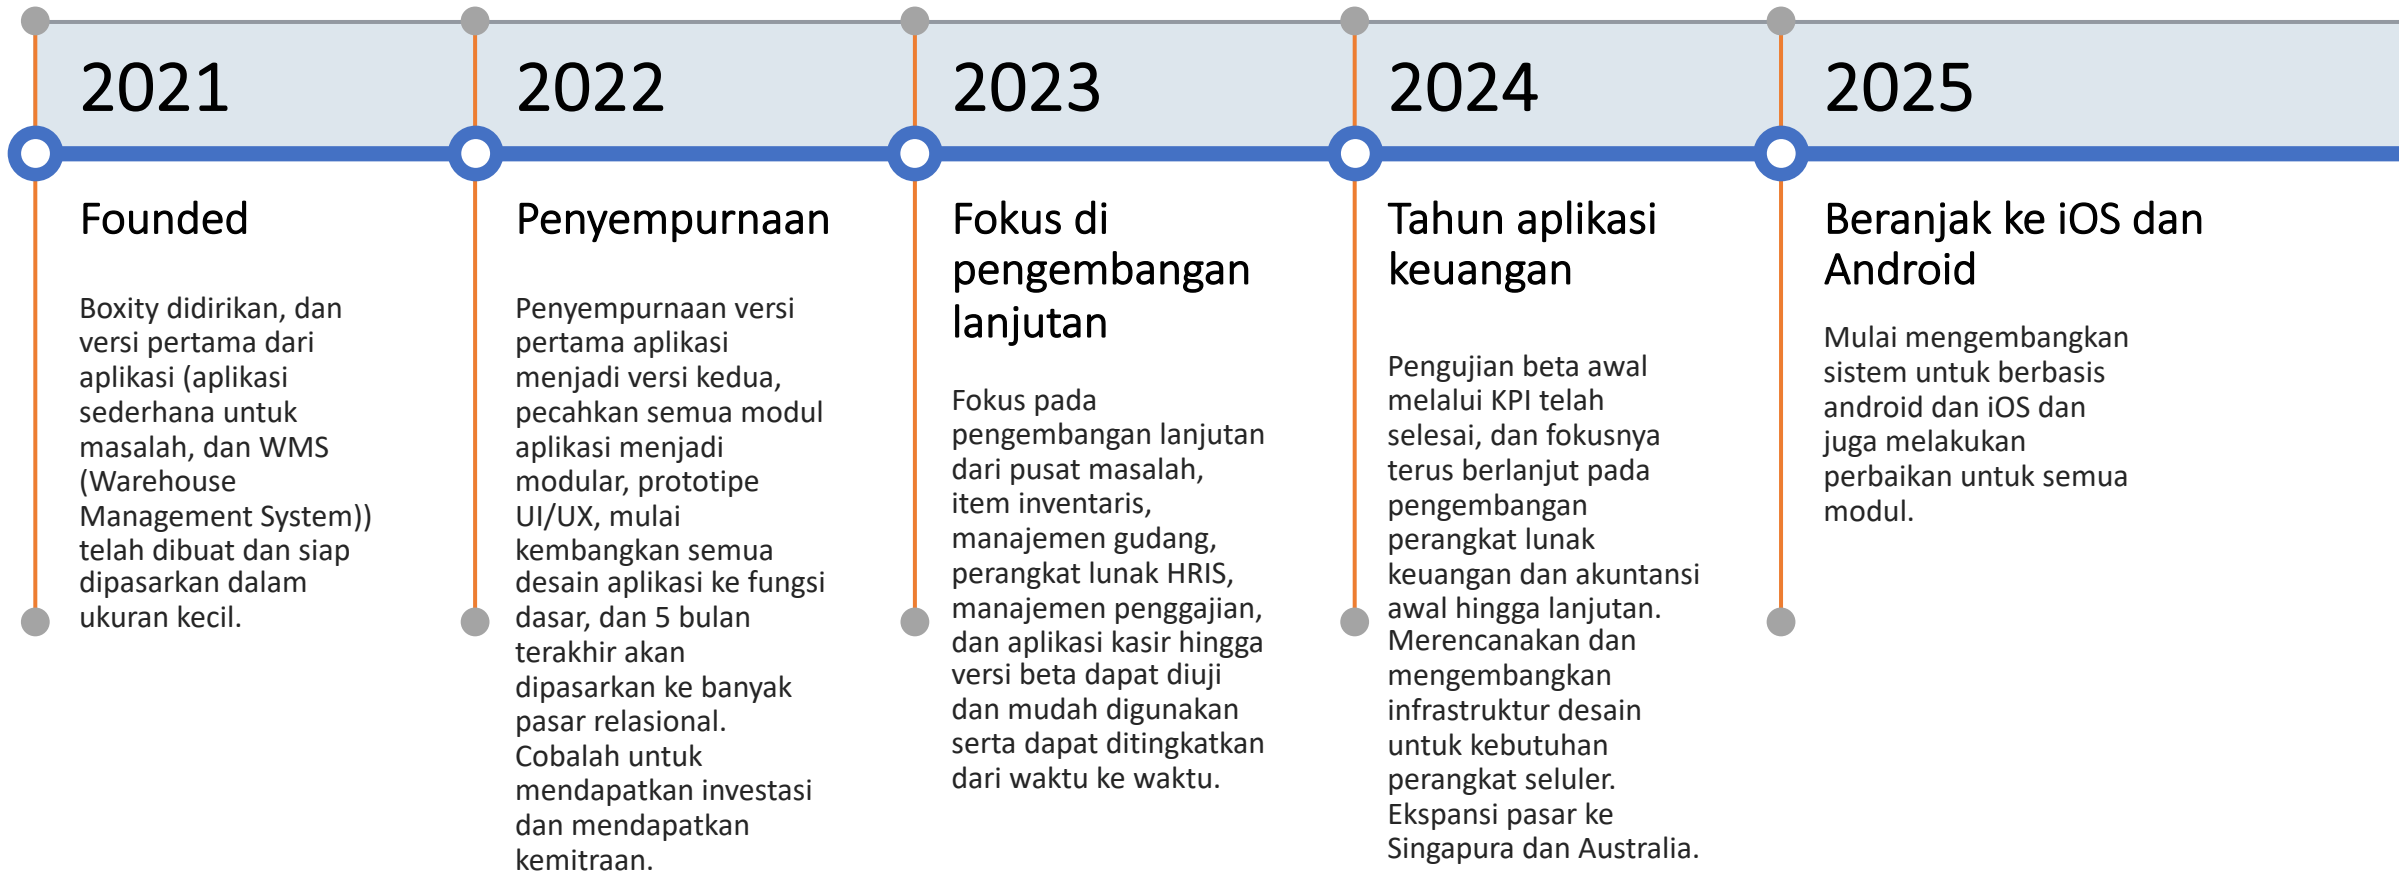 2021
Founded
Boxity didirikan, dan
versi pertama dari
aplikasi (aplikasi
sederhana untuk
masalah, dan WMS
(Warehouse
Management System))
telah dibuat dan siap
dipasarkan dalam
ukuran kecil.
2022
Penyempurnaan
Penyempurnaan versi
pertama aplikasi
menjadi versi kedua,
pecahkan semua modul
aplikasi menjadi
modular, prototipe
UI/UX, mulai
kembangkan semua
desain aplikasi ke fungsi
dasar, dan 5 bulan
terakhir akan
dipasarkan ke banyak
pasar relasional.
Cobalah untuk
mendapatkan investasi
dan mendapatkan
kemitraan.
2023
Fokus di
pengembangan
lanjutan
Fokus pada
pengembangan lanjutan
dari pusat masalah,
item inventaris,
manajemen gudang,
perangkat lunak HRIS,
manajemen penggajian,
dan aplikasi kasir hingga
versi beta dapat diuji
dan mudah digunakan
serta dapat ditingkatkan
dari waktu ke waktu.
2024
Tahun aplikasi
keuangan
Pengujian beta awal
melalui KPI telah
selesai, dan fokusnya
terus berlanjut pada
pengembangan
perangkat lunak
keuangan dan akuntansi
awal hingga lanjutan.
Merencanakan dan
mengembangkan
infrastruktur desain
untuk kebutuhan
perangkat seluler.
Ekspansi pasar ke
Singapura dan Australia.
2025
Beranjak ke iOS dan
Android
Mulai mengembangkan
sistem untuk berbasis
android dan iOS dan
juga melakukan
perbaikan untuk semua
modul.